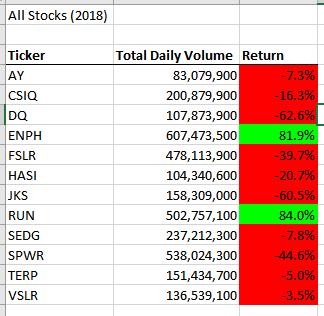 All Stocks (2018)
Ticker Total Daily Volume Return
AY 83,079,900 -7.3%
CSIQ 200,879,900 -16.3%
DQ 107,873,900 -62.6%
ENPH 607,473,500 81.9%
FSLR 478,113,900 -39.7%
HASI 104,340,600 -20.7%
JKS 158,309,000 -60.5%
RUN 502,757,100 84.0%
SEDG 237,212,300 -7.8%
SPWR 538,024,300 -44.6%
TERP 151,434,700 -5.0%
VSLR 136,539,100 -3.5%